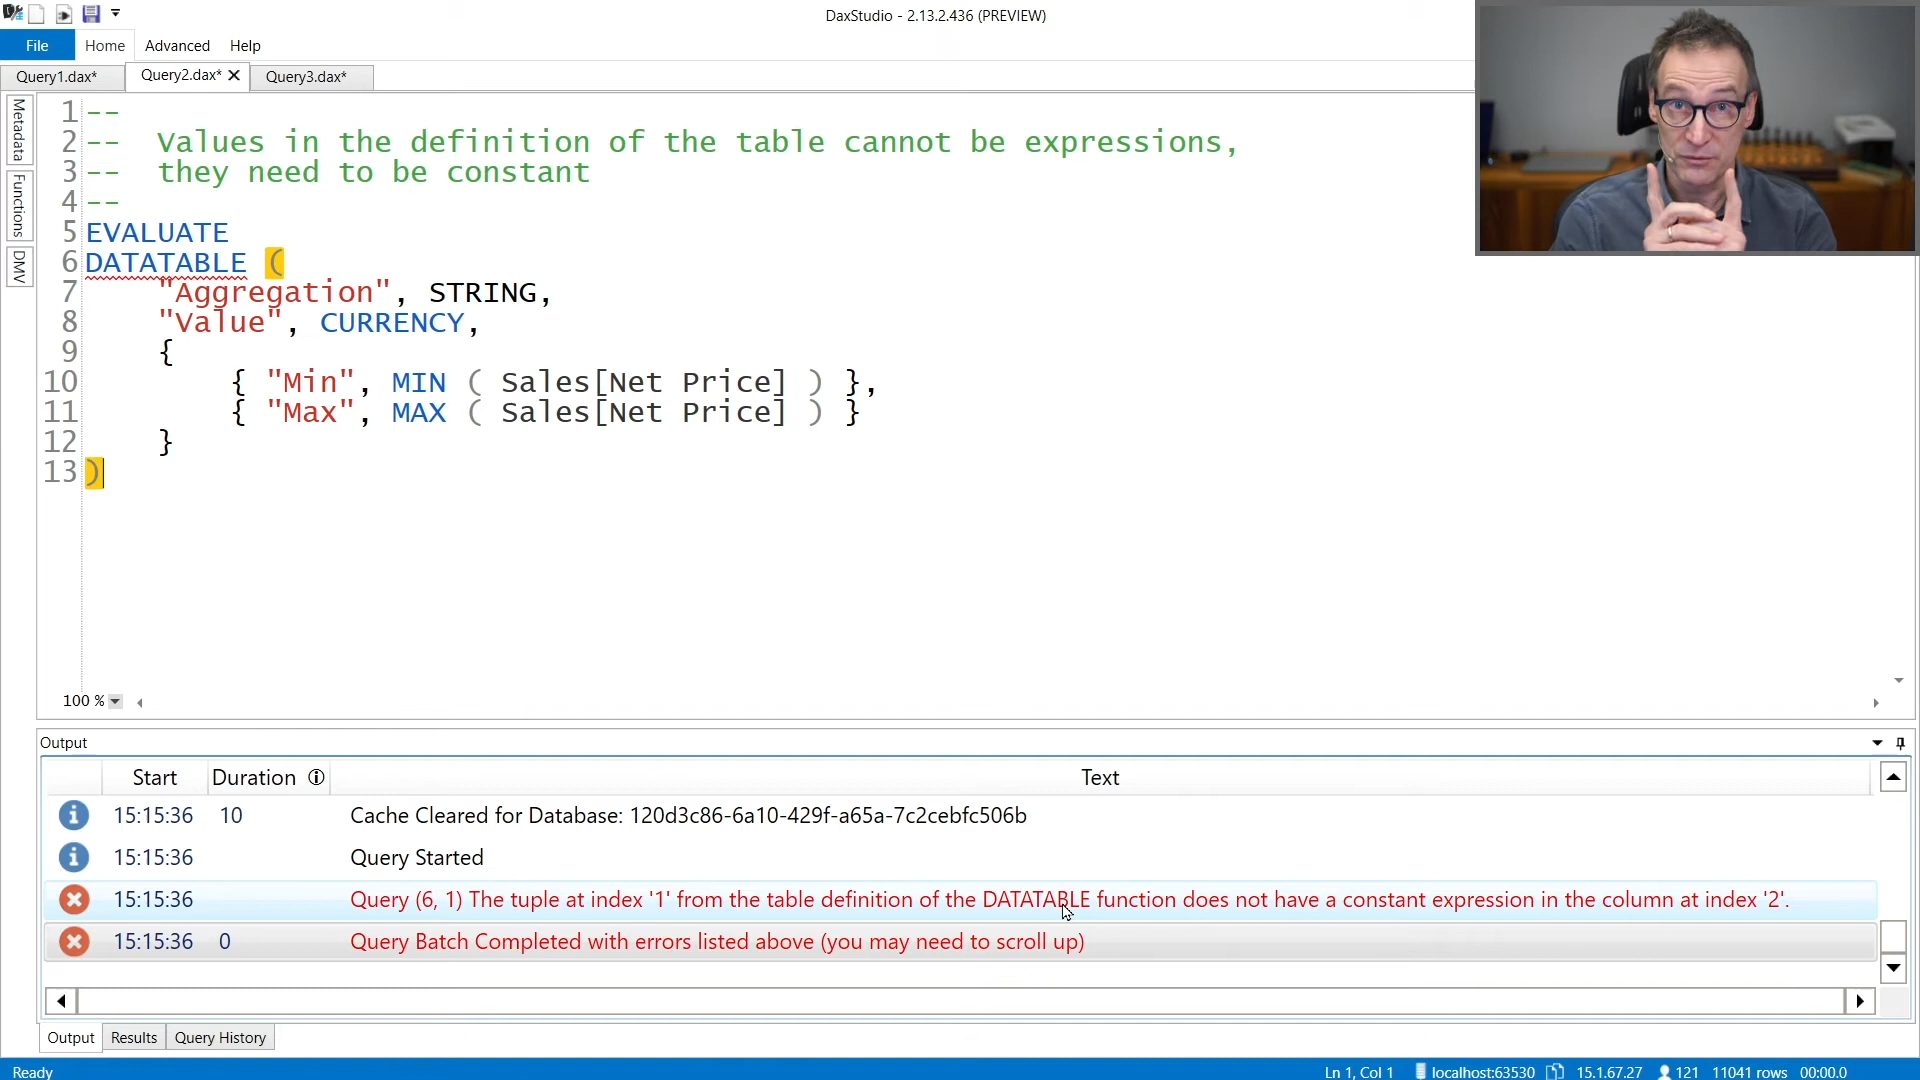 DaxStudio - 2.13.2.436 (PREVIEW)
File Home Advanced Help
Query1.dax* Query2.dax* Query3.dax*
Metadata
Functions
DMV
1 --
2 -- Values in the definition of the table cannot be expressions,
3 -- they need to be constant
4 --
5 EVALUATE
6 DATATABLE (
7 "Aggregation", STRING,
8 "Value", CURRENCY,
9 {
10 { "Min", MIN ( Sales[Net Price] ) },
11 { "Max", MAX ( Sales[Net Price] ) }
12 }
13 )
100 %
Output
Start Duration Text
15:15:36 10 Cache Cleared for Database: 120d3c86-6a10-429f-a65a-7c2cebfc506b
15:15:36 Query Started
15:15:36 Query (6, 1) The tuple at index '1' from the table definition of the DATATABLE function does not have a constant expression in the column at index '2'.
15:15:36 0 Query Batch Completed with errors listed above (you may need to scroll up)
Output Results Query History
Ready Ln 1, Col 1 localhost:63530 15.1.67.27 121 11041 rows 00:00.0